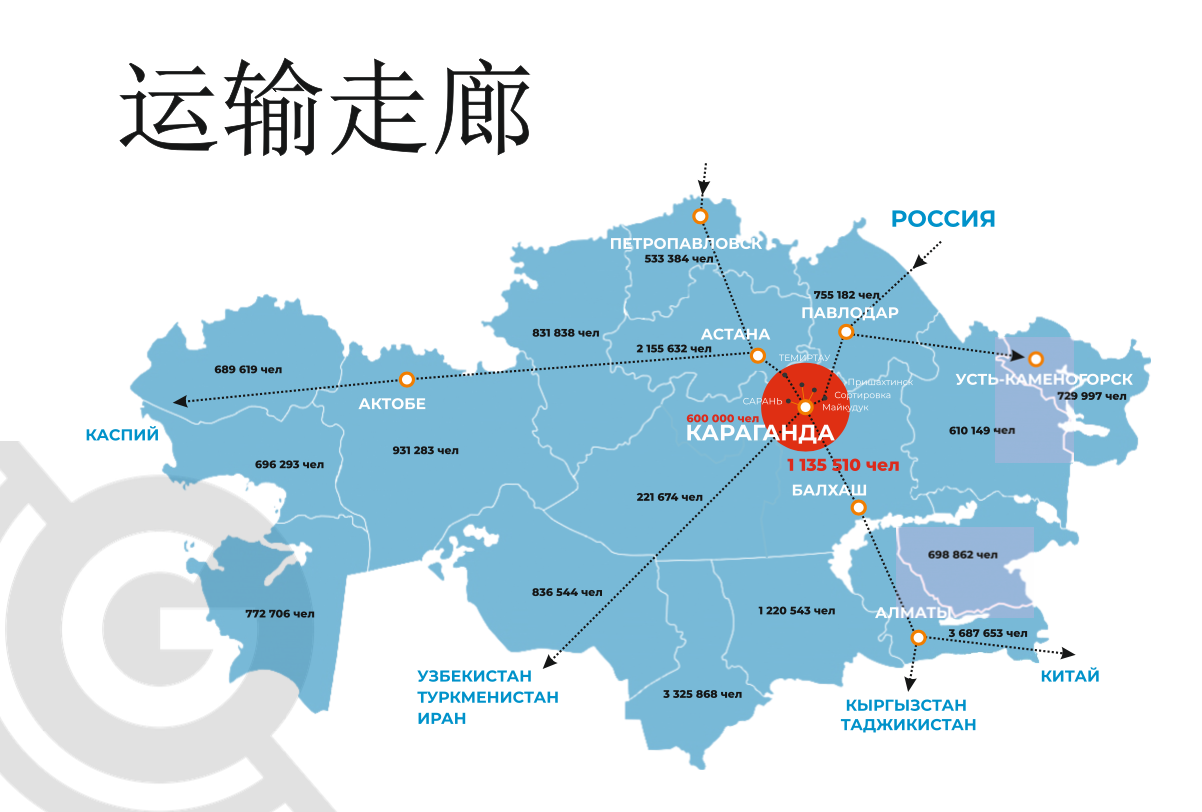 运输走廊
РОССИЯ
ПЕТРОПАВЛОВСК
533 384 чел
755 182 чел
ПАВЛОДАР
831 838 чел
АСТАНА
2 155 632 чел
ТЕМИРТАУ
689 619 чел
Пришахтинск
УСТЬ-КАМЕНОГОРСК
Сортировка
729 997 чел
АКТОБЕ
САРАНЬ
Майкудук
600 000 чел
КАРАГАНДА
610 149 чел
КАСПИЙ
931 283 чел
696 293 чел
1 135 510 чел
БАЛХАШ
221 674 чел
698 862 чел
836 544 чел
772 706 чел
1 220 543 чел
АЛМАТЫ
3 687 653 чел
УЗБЕКИСТАН
ТУРКМЕНИСТАН
ИРАН
КИТАЙ
3 325 868 чел
КЫРГЫЗСТАН
ТАДЖИКИСТАН